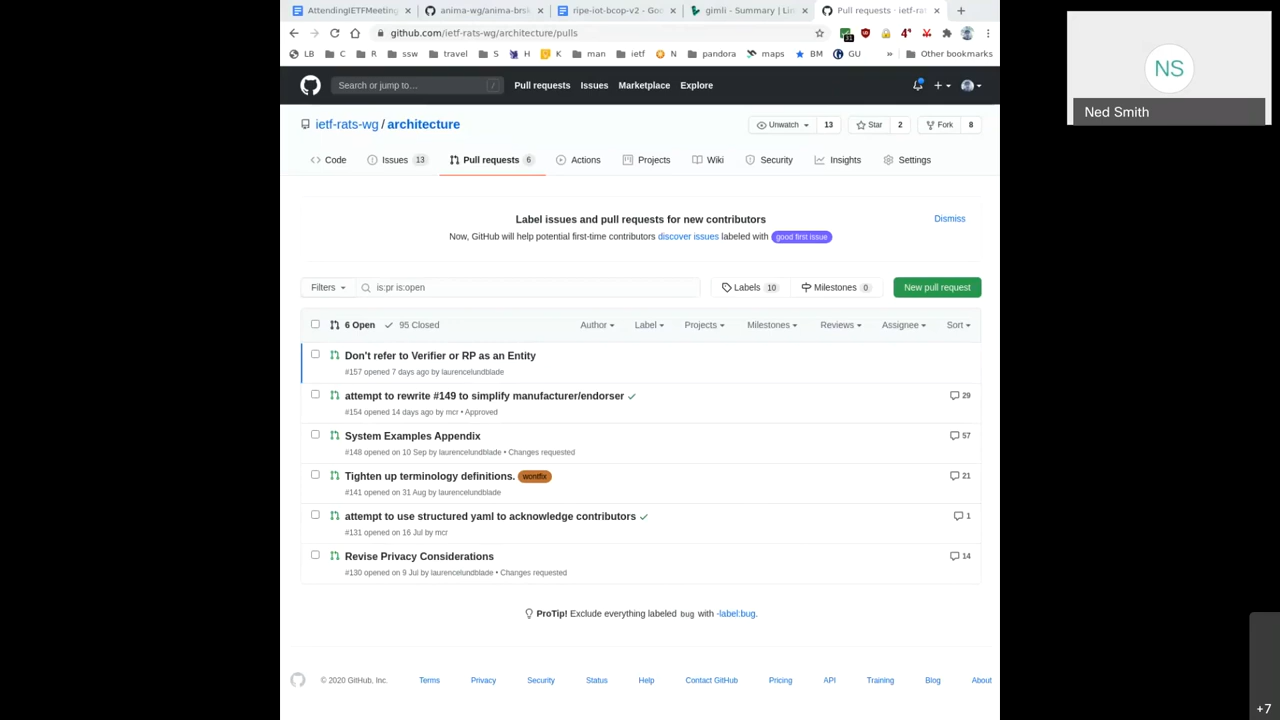 AttendingIETFMeeting
anima-wg/anima-brsk
ripe-iot-bcop-v2 - Goo
gimli - Summary | Lin
Pull requests · ietf-ra
github.com/ietf-rats-wg/architecture/pulls
LB C R ssw travel S H K man ietf N pandora maps BM GU » Other bookmarks
Search or jump to… / Pull requests Issues Marketplace Explore
ietf-rats-wg / architecture
Unwatch 13 Star 2 Fork 8
Code Issues 13 Pull requests 6 Actions Projects Wiki Security Insights Settings
Label issues and pull requests for new contributors
Dismiss
Now, GitHub will help potential first-time contributors discover issues labeled with good first issue
Filters is:pr is:open Labels 10 Milestones 0 New pull request
6 Open 95 Closed Author Label Projects Milestones Reviews Assignee Sort
Don't refer to Verifier or RP as an Entity
#157 opened 7 days ago by laurencelundblade
attempt to rewrite #149 to simplify manufacturer/endorser 29
#154 opened 14 days ago by mcr • Approved
System Examples Appendix 57
#148 opened on 10 Sep by laurencelundblade • Changes requested
Tighten up terminology definitions. wontfix 21
#141 opened on 31 Aug by laurencelundblade
attempt to use structured yaml to acknowledge contributors 1
#131 opened on 16 Jul by mcr
Revise Privacy Considerations 14
#130 opened on 9 Jul by laurencelundblade • Changes requested
ProTip! Exclude everything labeled bug with -label:bug.
© 2020 GitHub, Inc. Terms Privacy Security Status Help Contact GitHub Pricing API Training Blog About
NS
Ned Smith
+7